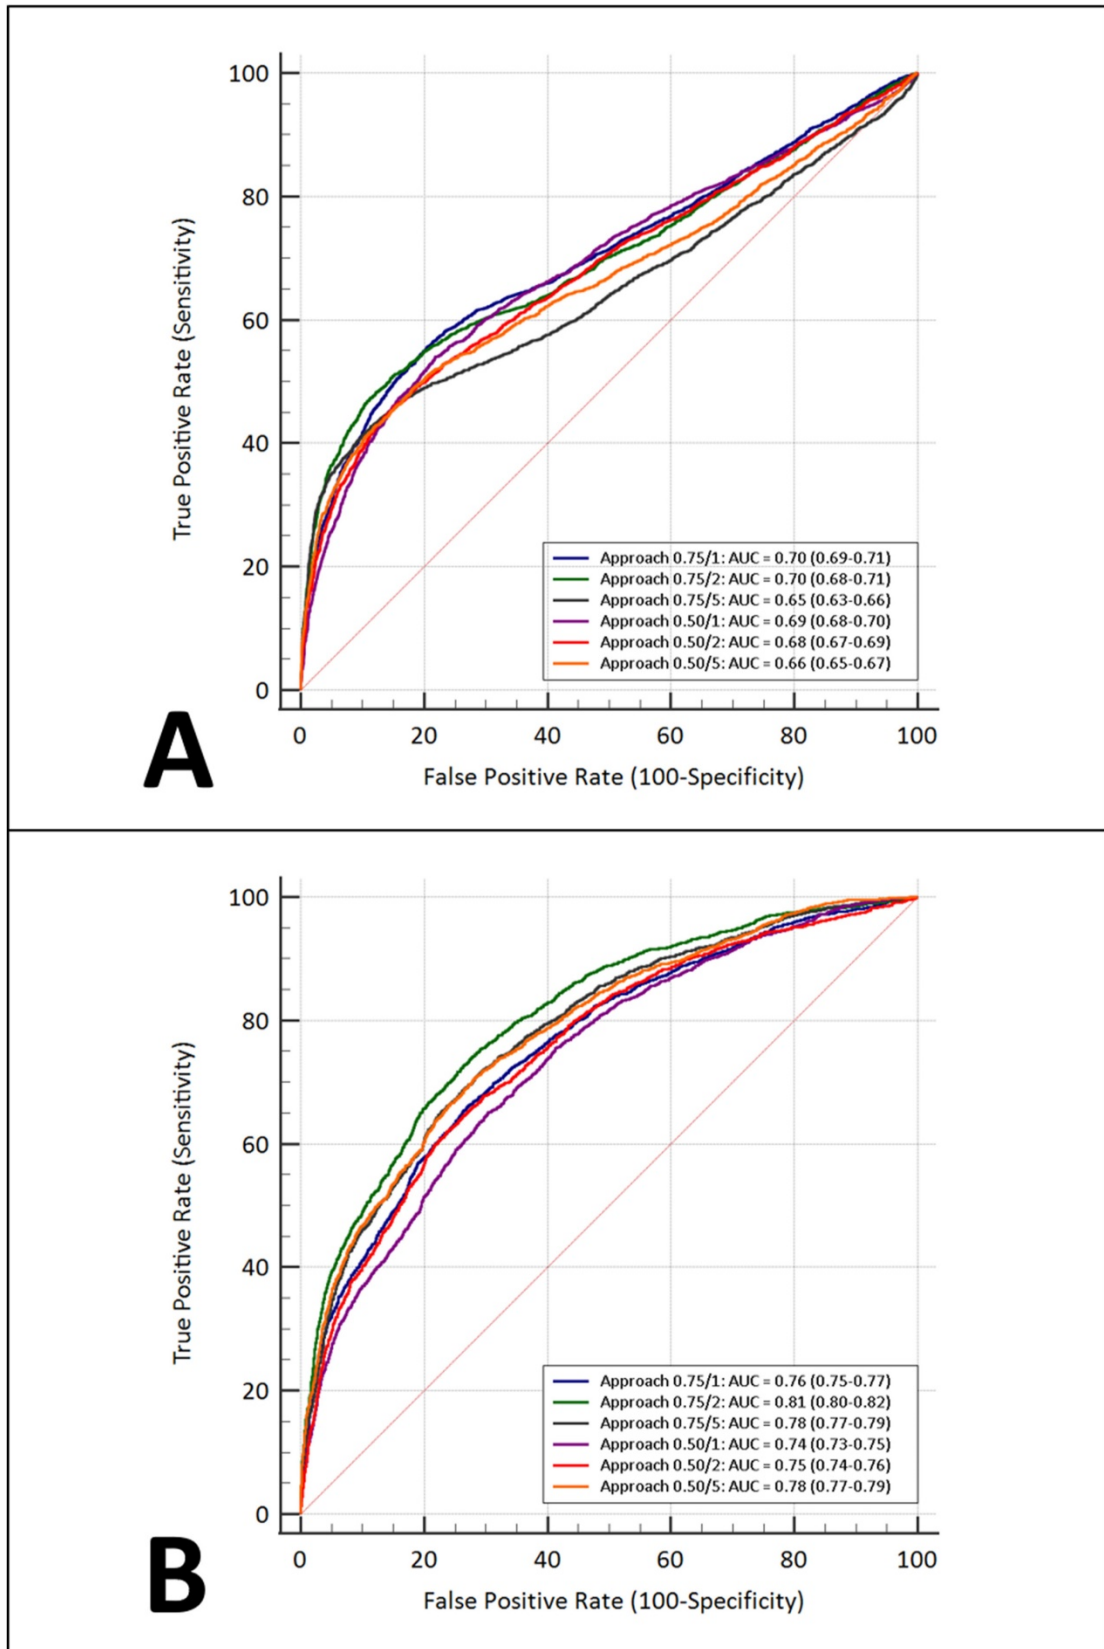 100
80
60
40
20
0
True Positive Rate (Sensitivity)
Approach 0.75/1: AUC = 0.70 (0.69-0.71)
Approach 0.75/2: AUC = 0.70 (0.68-0.71)
Approach 0.75/5: AUC = 0.65 (0.63-0.66)
Approach 0.50/1: AUC = 0.69 (0.68-0.70)
Approach 0.50/2: AUC = 0.68 (0.67-0.69)
Approach 0.50/5: AUC = 0.66 (0.65-0.67)
0 20 40 60 80 100
False Positive Rate (100-Specificity)
A
100
80
60
40
20
0
True Positive Rate (Sensitivity)
Approach 0.75/1: AUC = 0.76 (0.75-0.77)
Approach 0.75/2: AUC = 0.81 (0.80-0.82)
Approach 0.75/5: AUC = 0.78 (0.77-0.79)
Approach 0.50/1: AUC = 0.74 (0.73-0.75)
Approach 0.50/2: AUC = 0.75 (0.74-0.76)
Approach 0.50/5: AUC = 0.78 (0.77-0.79)
0 20 40 60 80 100
False Positive Rate (100-Specificity)
B